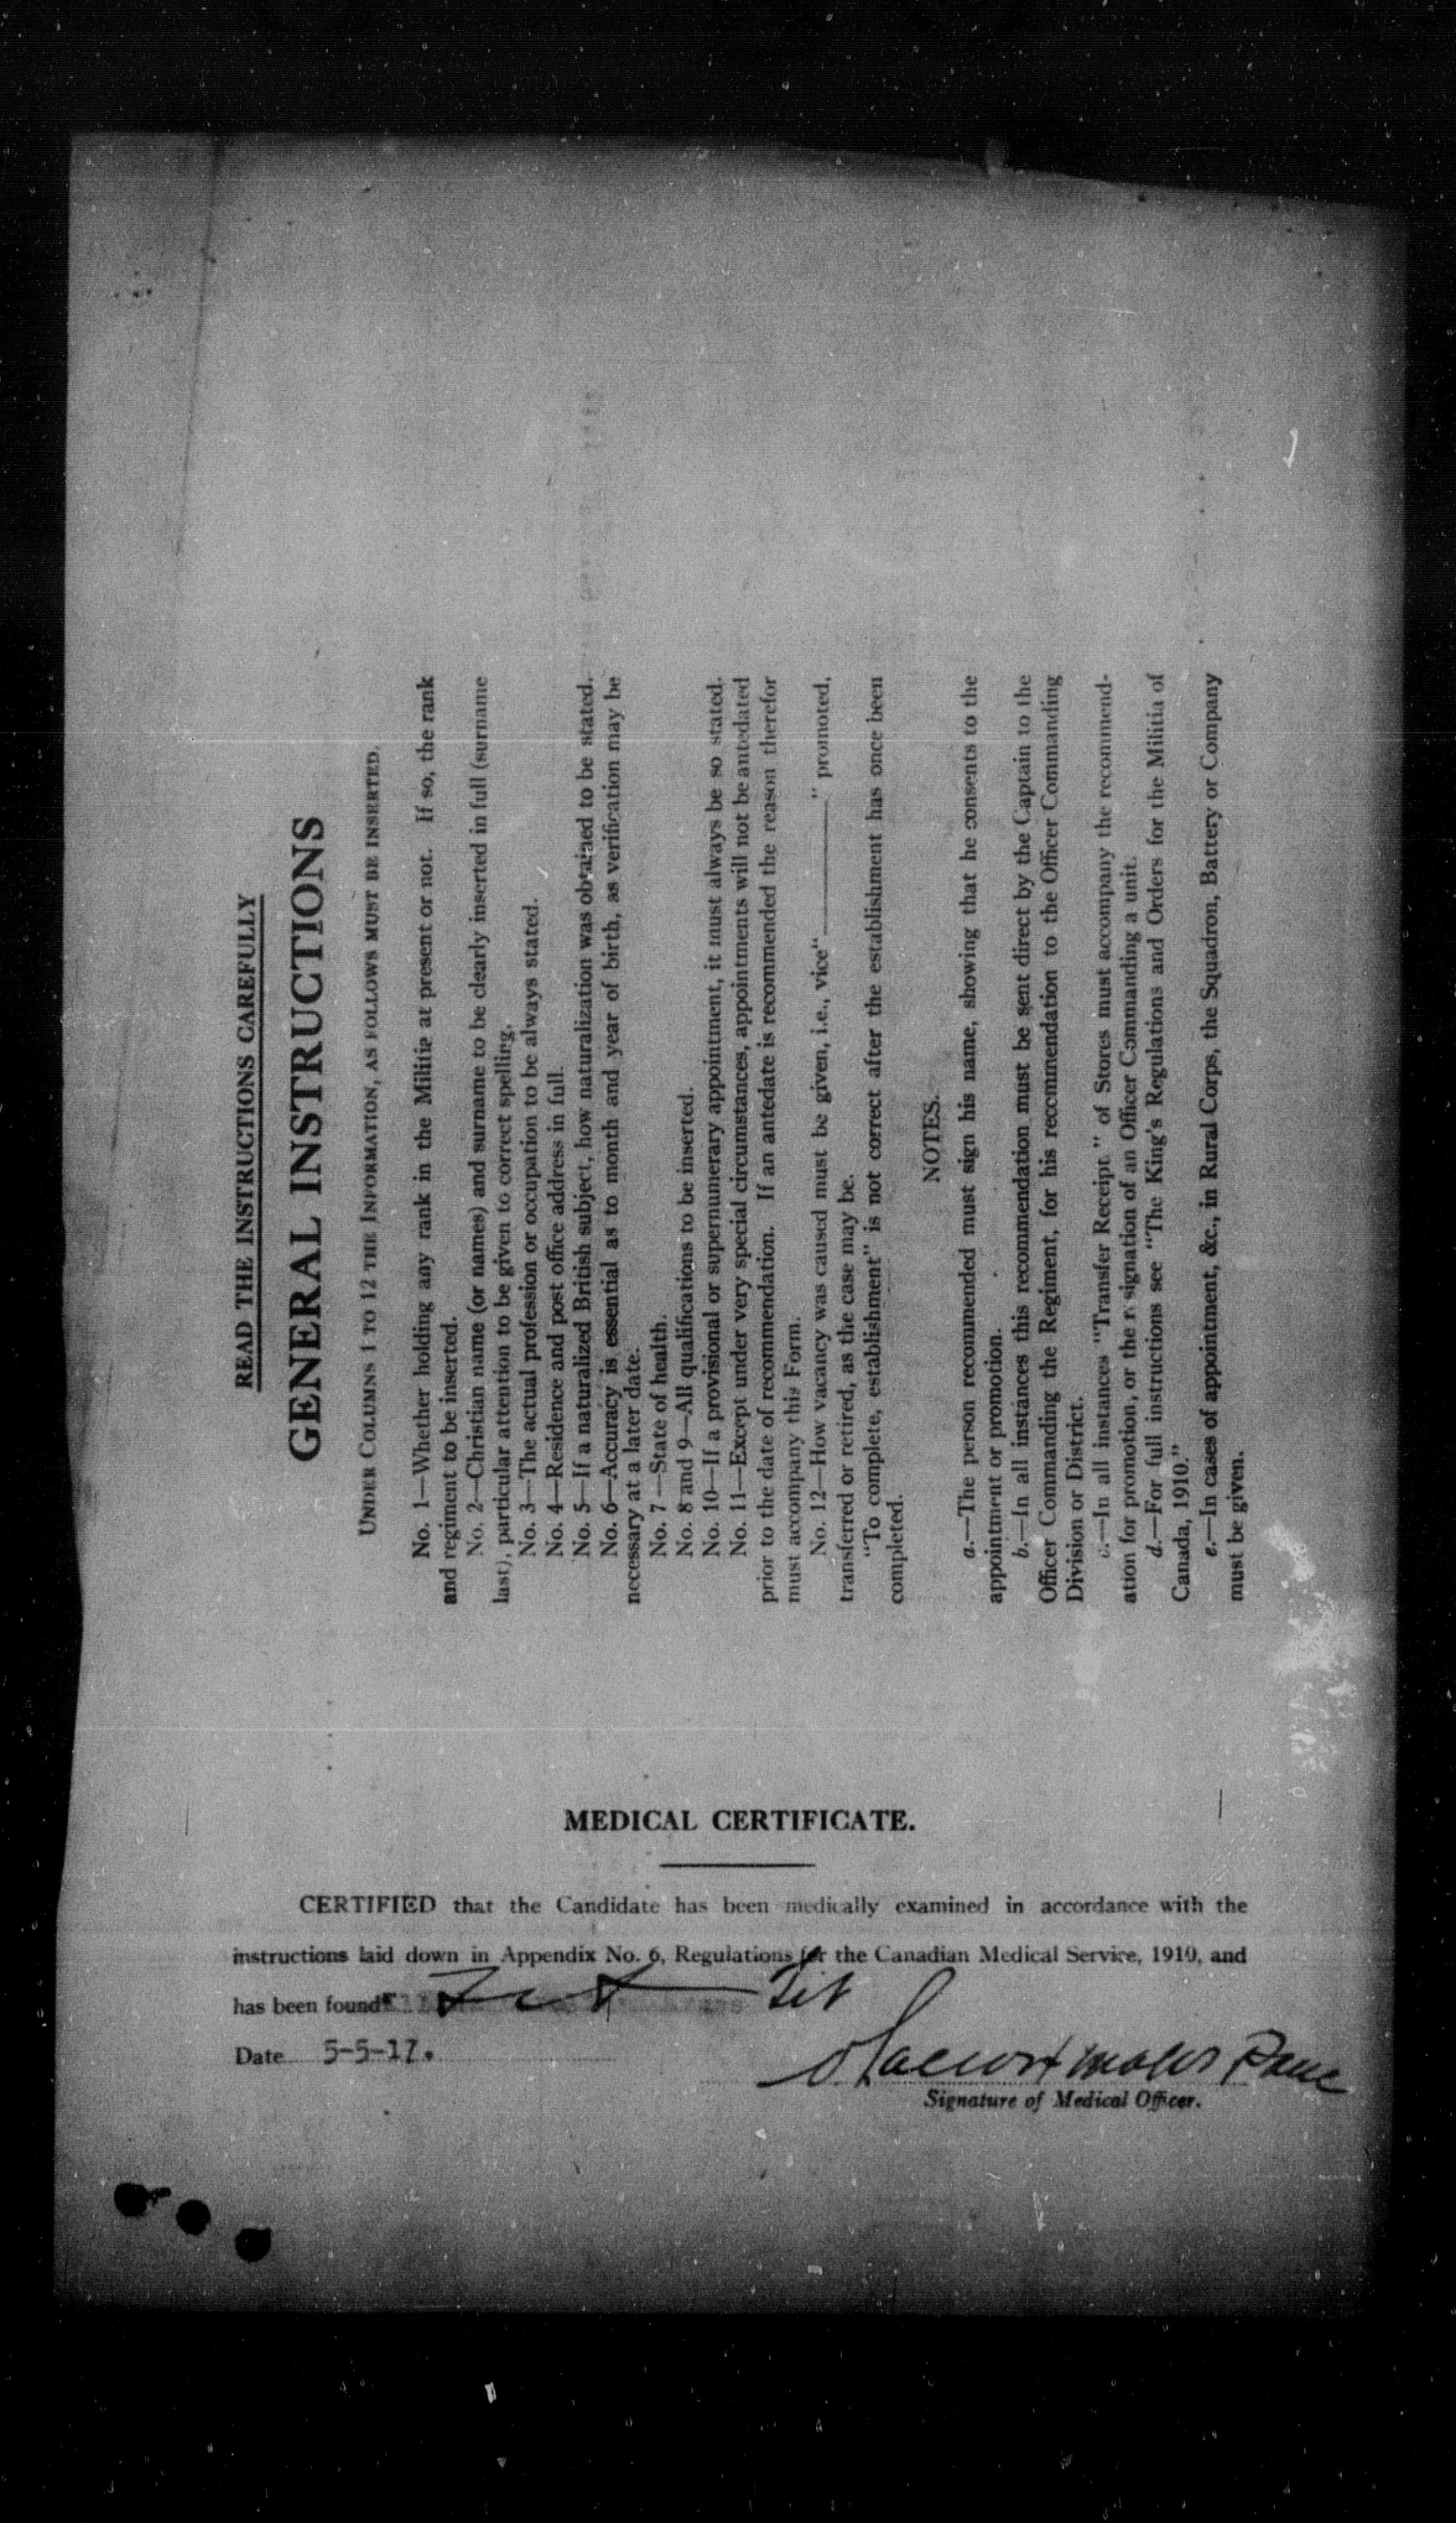 READ THE INSTRUCTIONS CAREFULLY
GENERAL INSTRUCTIONS
UNDER COLUMNS 1 TO 12 THE INFORMATION, AS FOLLOWS MUST BE INSERTED.
No. 1—Whether holding any rank in the Militia at present or not. If so, the rank
and regiment to be inserted.
No. 2—Christian name (or names) and surname to be clearly inserted in full (surname
last), particular attention to be given to correct spelling.
No. 3—The actual profession or occupation to be always stated.
No. 4—Residence and post office address in full.
No. 5—If a naturalized British subject, how naturalization was obtained to be stated.
No. 6—Accuracy is essential as to month and year of birth, as verification may be
necessary at a later date.
No. 7—State of health.
No. 8 and 9—All qualifications to be inserted.
No. 10—If a provisional or supernumerary appointment, it must always be so stated.
No. 11—Except under very special circumstances, appointments will not be antedated
prior to the date of recommendation. If an antedate is recommended the reason therefor
must accompany this Form.
No. 12—How vacancy was caused must be given, i.e., vice "————" promoted,
transferred or retired, as the case may be.
"To complete, establishment" is not correct after the establishment has once been
completed.
NOTES.
a.—The person recommended must sign his name, showing that he consents to the
appointment or promotion.
b.—In all instances this recommendation must be sent direct by the Captain to the
Officer Commanding the Regiment, for his recommendation to the Officer Commanding
Division or District.
c.—In all instances "Transfer Receipt" of Stores must accompany the recommend-
ation for promotion, or the resignation of an Officer Commanding a unit.
d.—For full instructions see "The King's Regulations and Orders for the Militia of
Canada, 1910."
e.—In cases of appointment, &c., in Rural Corps, the Squadron, Battery or Company
must be given.
MEDICAL CERTIFICATE.
CERTIFIED that the Candidate has been medically examined in accordance with the
instructions laid down in Appendix No. 6, Regulations for the Canadian Medical Service, 1910, and
has been found Fit
Date 5-5-17.
Signature of Medical Officer.